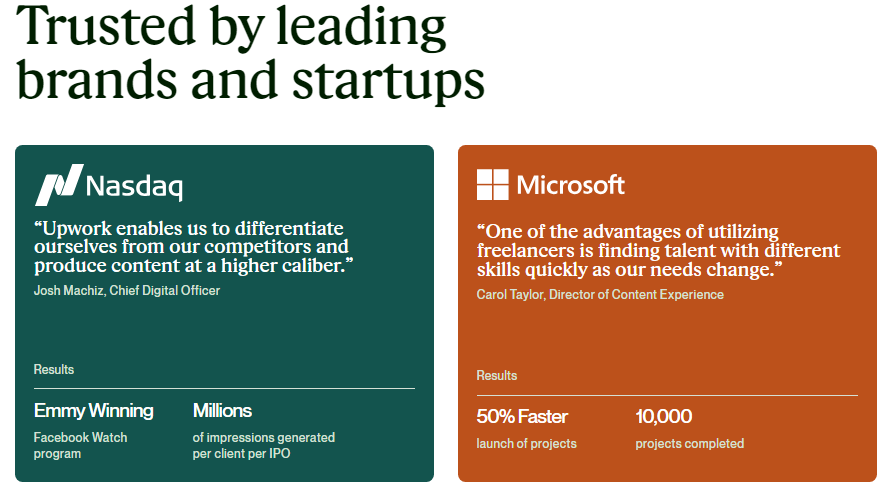 Trusted by leading
brands and startups
Nasdaq
“Upwork enables us to differentiate
ourselves from our competitors and
produce content at a higher caliber.”
Josh Machiz, Chief Digital Officer
Results
Emmy Winning
Facebook Watch
program
Millions
of impressions generated
per client per IPO
Microsoft
“One of the advantages of utilizing
freelancers is finding talent with different
skills quickly as our needs change.”
Carol Taylor, Director of Content Experience
Results
50% Faster
launch of projects
10,000
projects completed